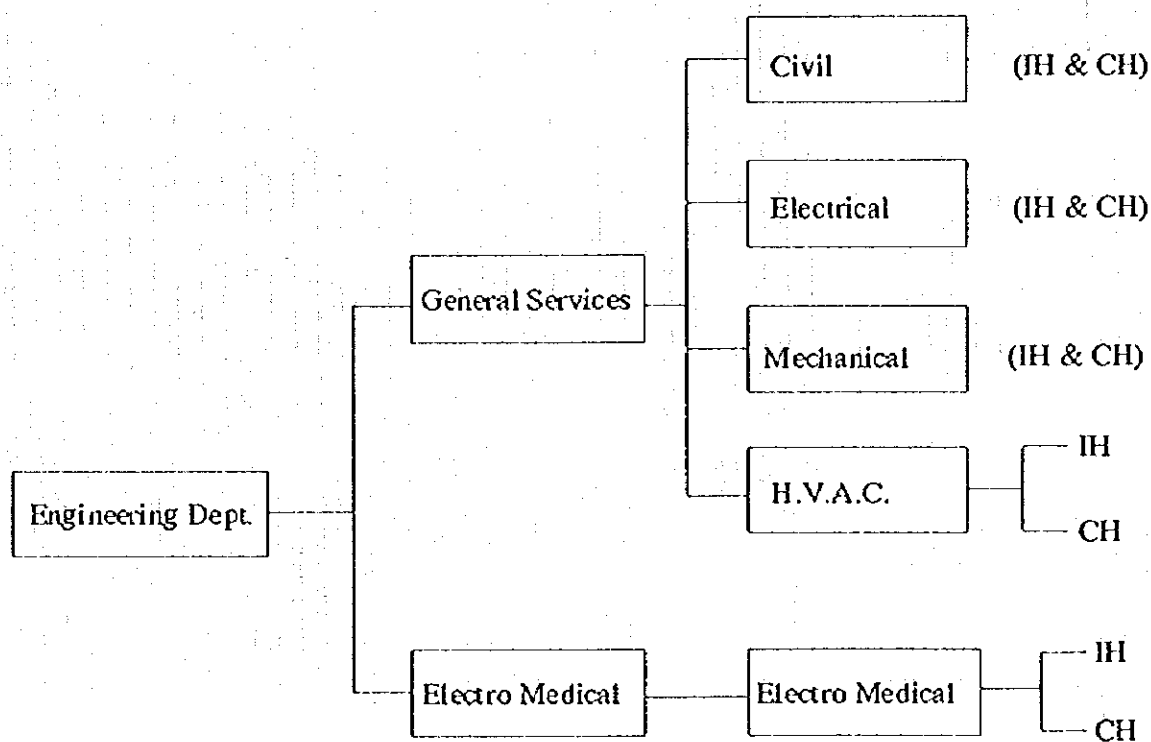 Civil (IH & CH)
Electrical (IH & CH)
General Services
Mechanical (IH & CH)
IH
Engineering Dept.
H.V.A.C.
CH
IH
Electro Medical
Electro Medical
CH